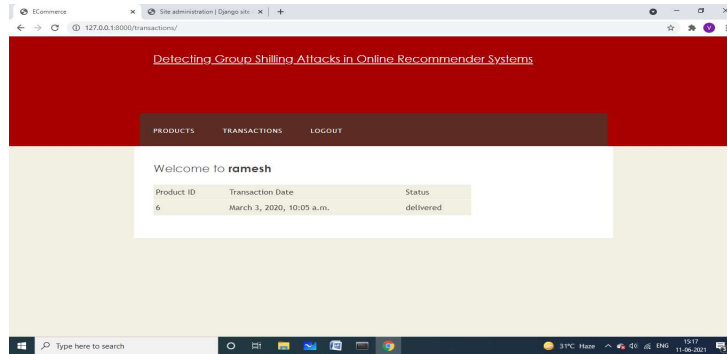 ECommerce
Site administration | Django site
127.0.0.1:8000/transactions/
V
Detecting Group Shilling Attacks in Online Recommender Systems
PRODUCTS TRANSACTIONS LOGOUT
Welcome to ramesh
Product ID Transaction Date Status
6 March 3, 2020, 10:05 a.m. delivered
Type here to search
31°C Haze
ENG
15:17
11-06-2021